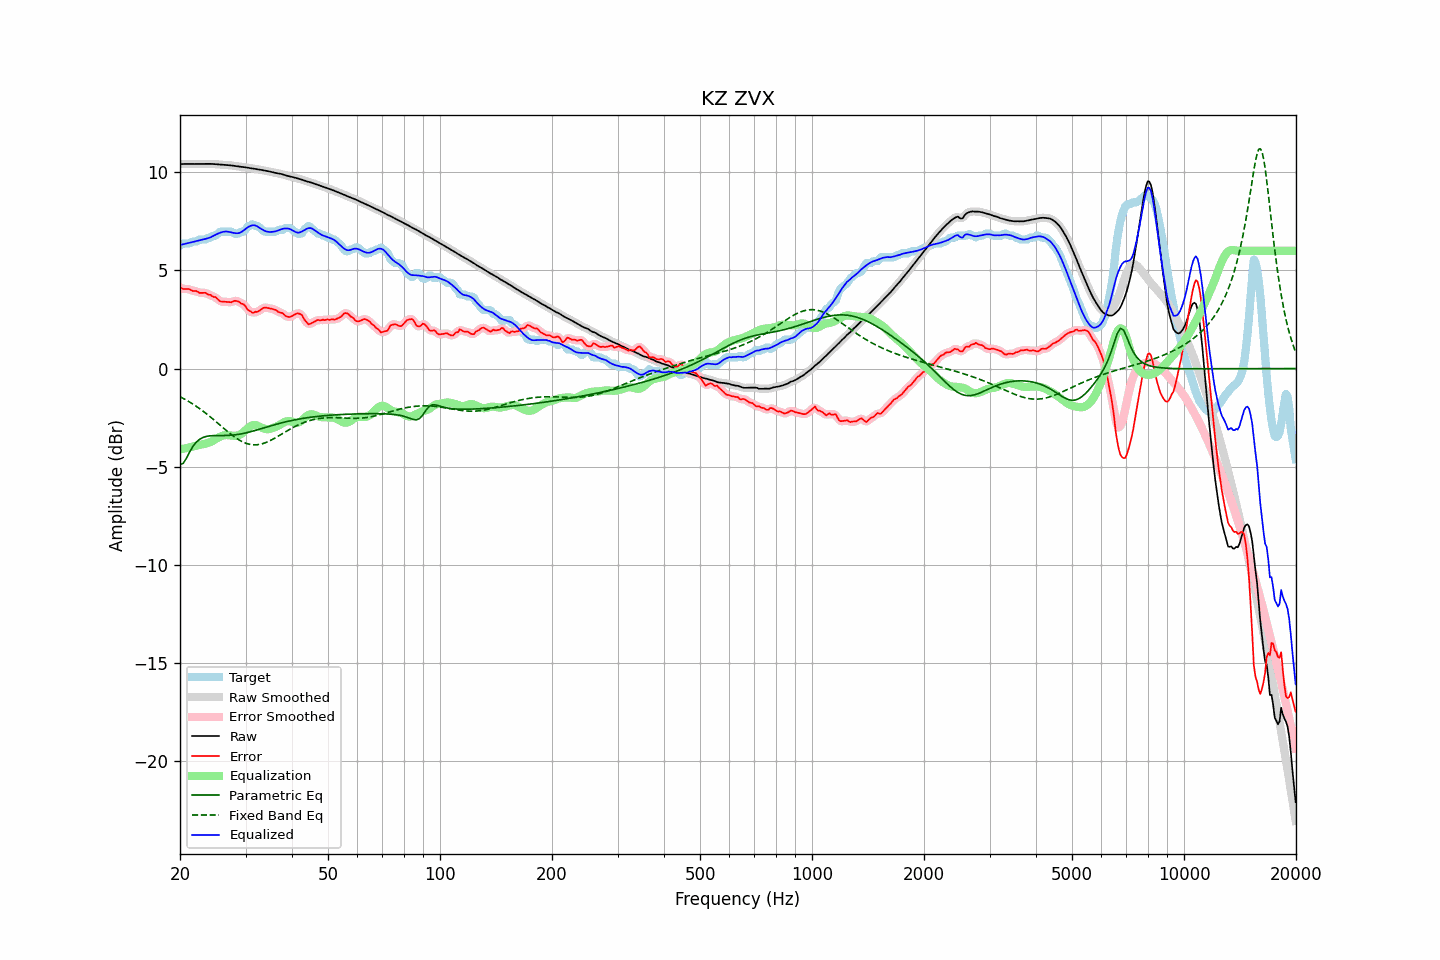 KZ ZVX
10
5
0
−5
−10
−15
−20
Amplitude (dBr)
Target
Raw Smoothed
Error Smoothed
Raw
Error
Equalization
Parametric Eq
Fixed Band Eq
Equalized
20
50
100
200
500
1000
2000
5000
10000
20000
Frequency (Hz)